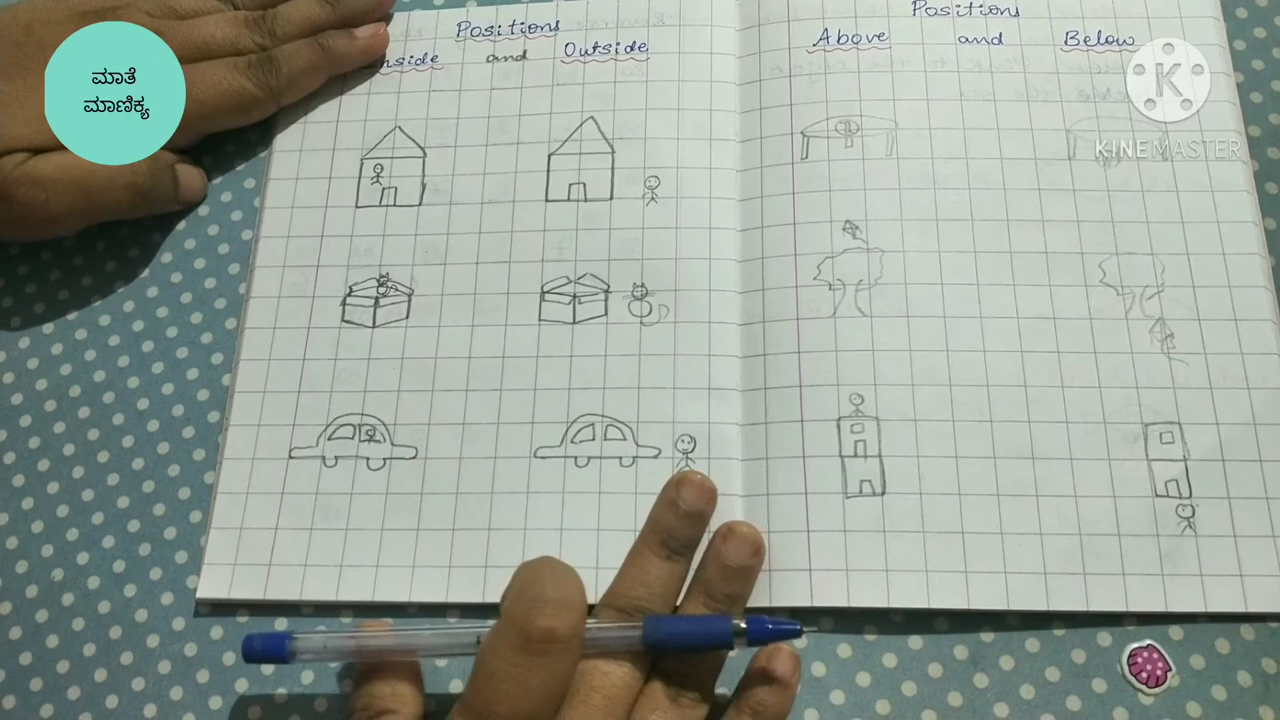 ಮಾತೆ
ಮಾಣಿಕ್ಯ
Positions
nside and Outside
Positions
Above and Below
K
KINEMASTER